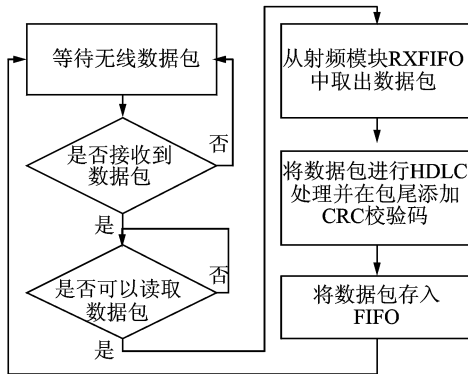 等待无线数据包
是否接收到
数据包
否
是
是否可以读取
数据包
否
是
从射频模块RXFIFO
中取出数据包
将数据包进行HDLC
处理并在包尾添加
CRC校验码
将数据包存入
FIFO